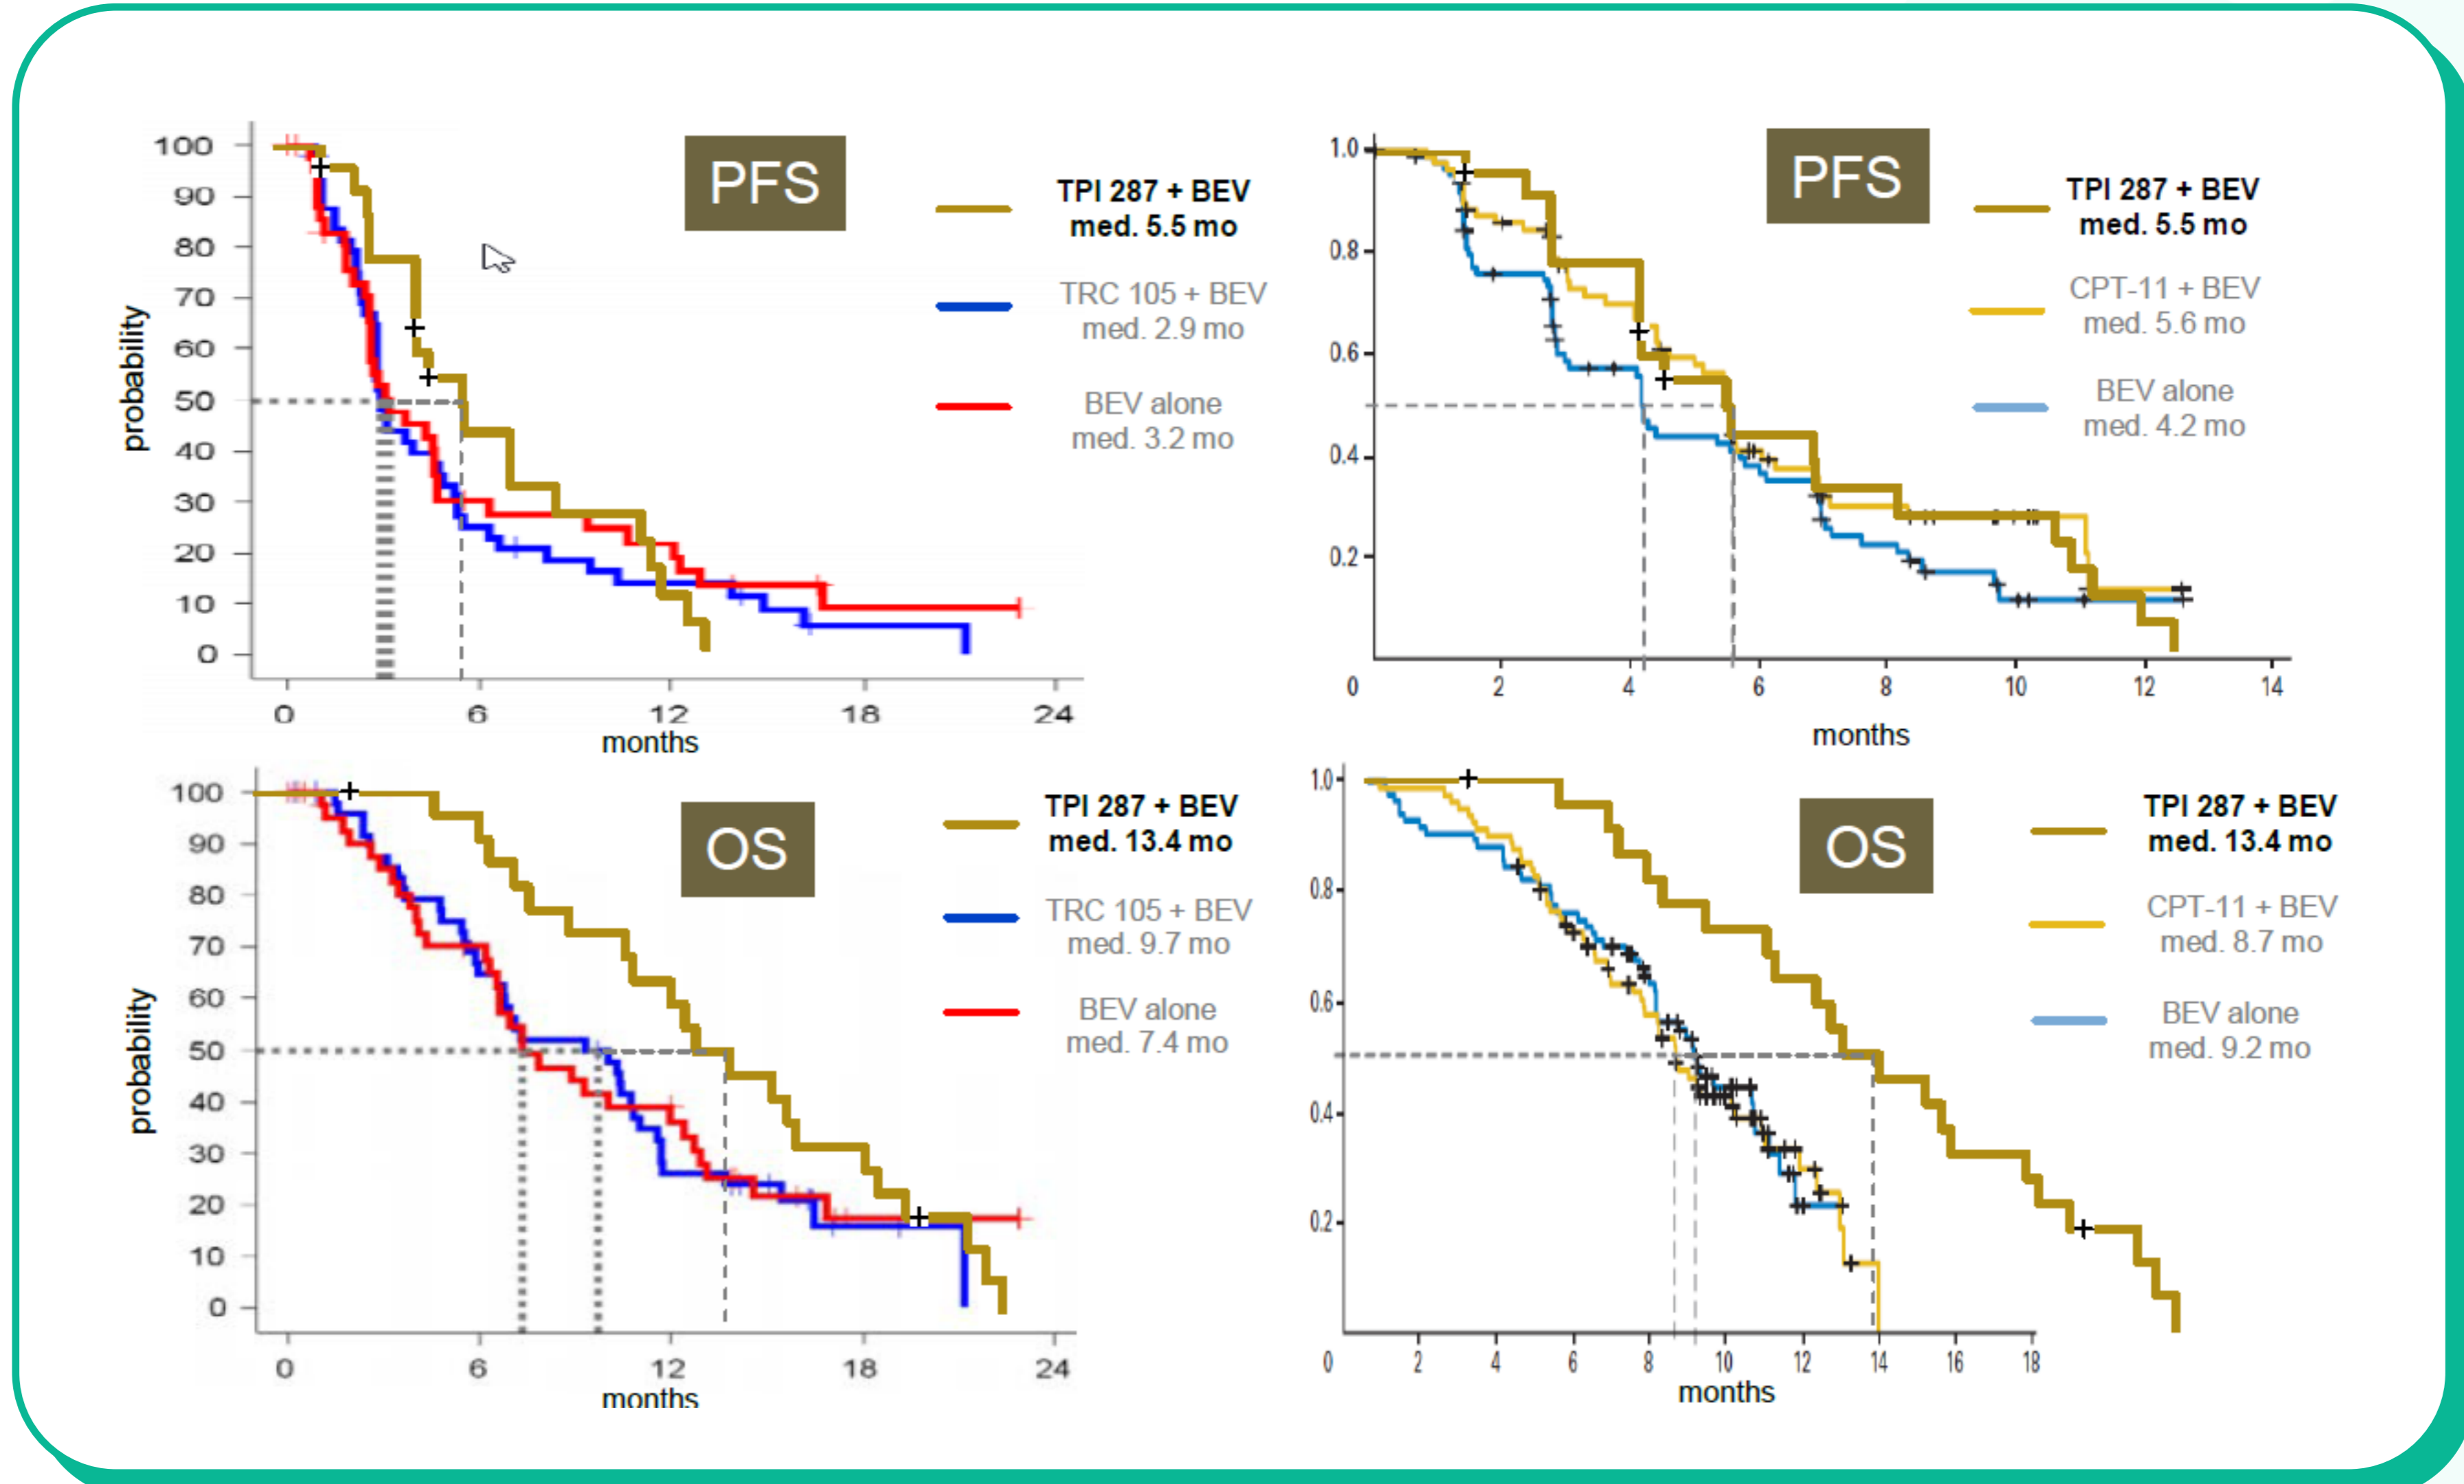 PFS
100
90
80
70
60
50
40
30
20
10
0
probability
0 6 12 18 24
months
TPI 287 + BEV
med. 5.5 mo
TRC 105 + BEV
med. 2.9 mo
BEV alone
med. 3.2 mo
PFS
1.0
0.8
0.6
0.4
0.2
0 2 4 6 8 10 12 14
months
TPI 287 + BEV
med. 5.5 mo
CPT-11 + BEV
med. 5.6 mo
BEV alone
med. 4.2 mo
OS
100
90
80
70
60
50
40
30
20
10
0
probability
0 6 12 18 24
months
TPI 287 + BEV
med. 13.4 mo
TRC 105 + BEV
med. 9.7 mo
BEV alone
med. 7.4 mo
OS
1.0
0.8
0.6
0.4
0.2
0 2 4 6 8 10 12 14 16 18
months
TPI 287 + BEV
med. 13.4 mo
CPT-11 + BEV
med. 8.7 mo
BEV alone
med. 9.2 mo